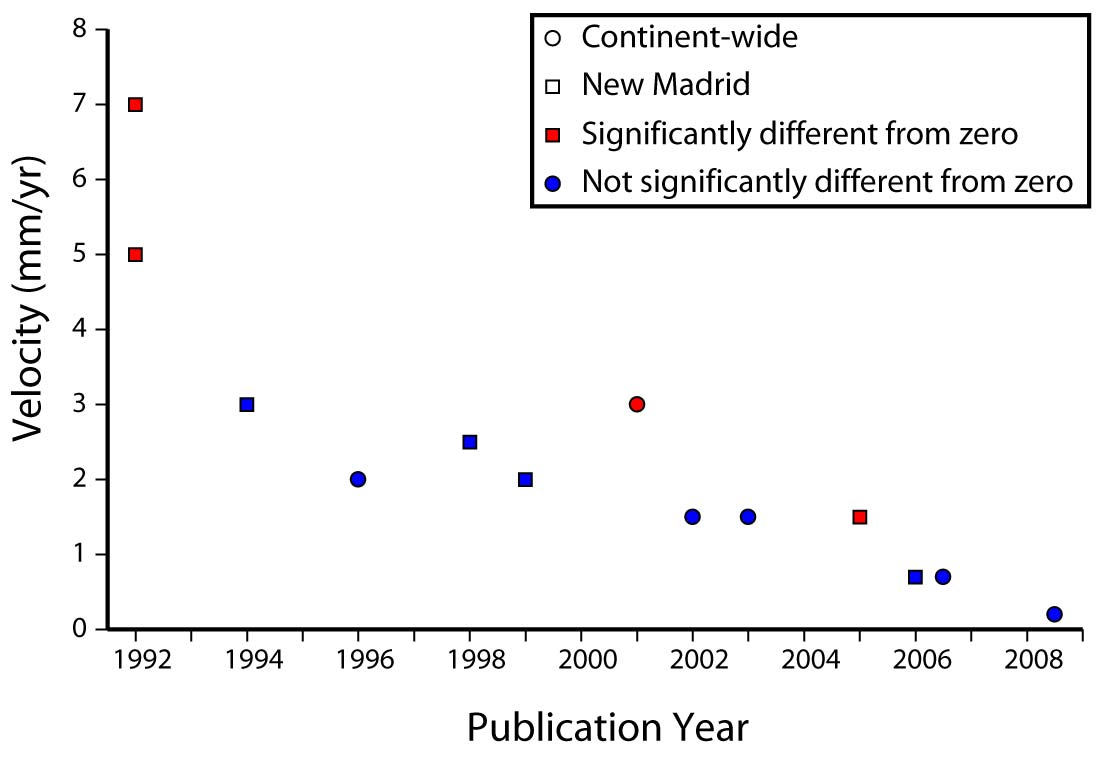 8
7
6
5
4
3
2
1
0
Velocity (mm/yr)
Continent-wide
New Madrid
Significantly different from zero
Not significantly different from zero
1992 1994 1996 1998 2000 2002 2004 2006 2008
Publication Year